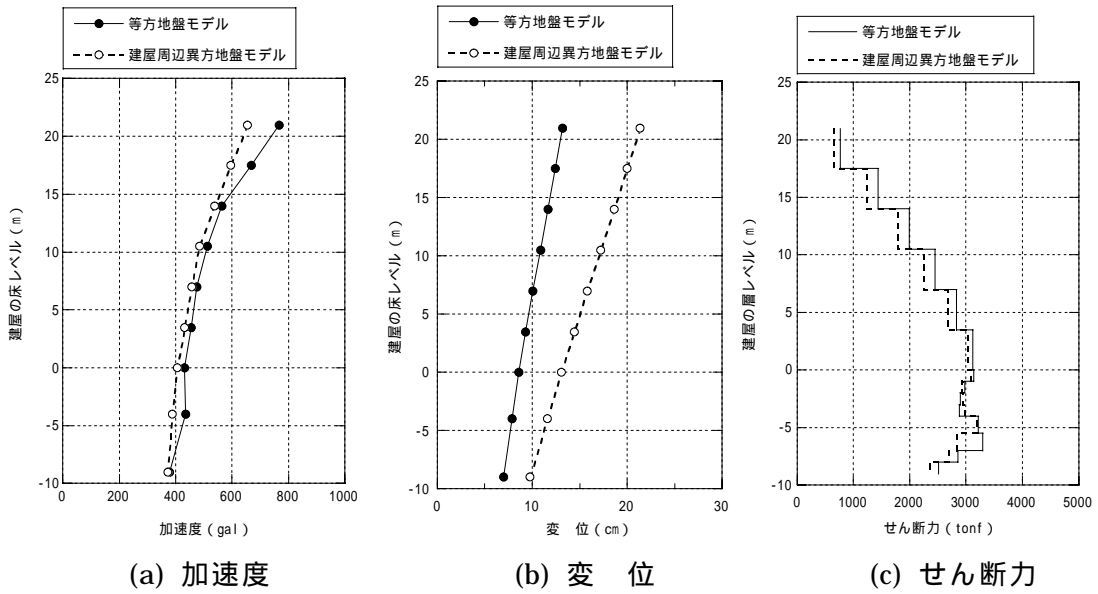 等方地盤モデル
建屋周辺異方地盤モデル
25
20
15
10
5
0
-5
-10
0 200 400 600 800 1000
建屋の床レベル（m）
加速度（gal）
(a) 加速度
等方地盤モデル
建屋周辺異方地盤モデル
25
20
15
10
5
0
-5
-10
0 10 20 30
建屋の床レベル（m）
変　位（cm）
(b) 変　位
等方地盤モデル
建屋周辺異方地盤モデル
25
20
15
10
5
0
-5
-10
0 1000 2000 3000 4000 5000
建屋の層レベル（m）
せん断力（tonf）
(c) せん断力